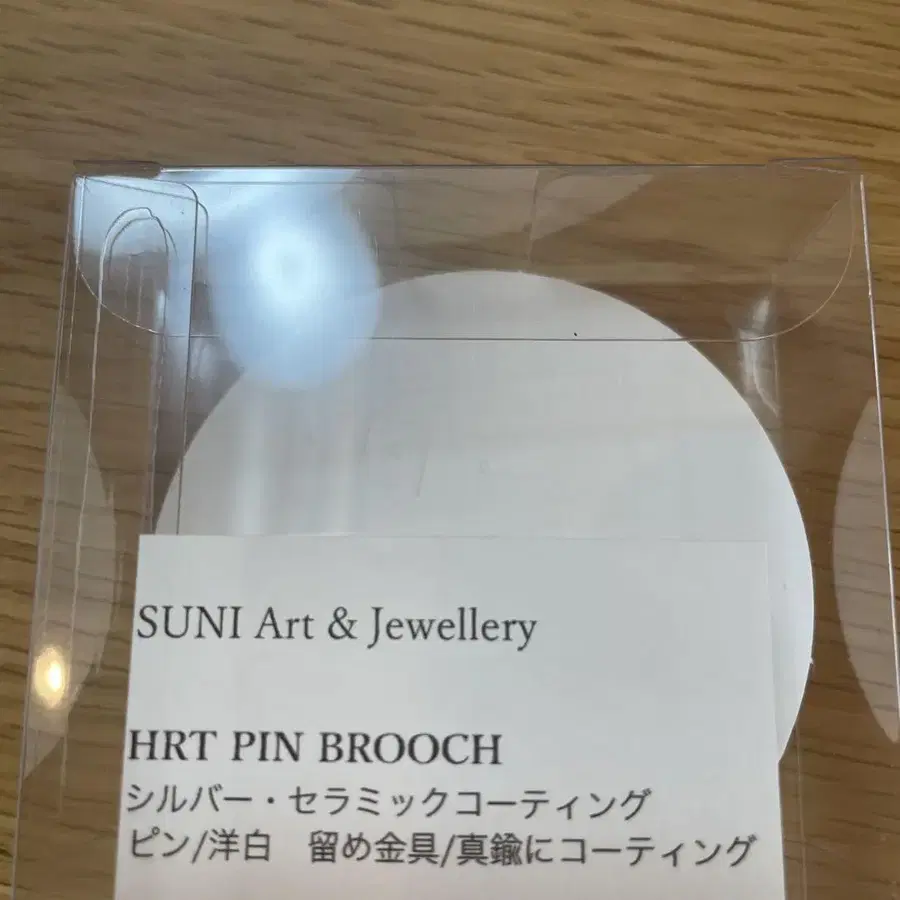 SUNI Art & Jewellery
HRT PIN BROOCH
シルバー・セラミックコーティング
ピン/洋白　留め金具/真鍮にコーティング